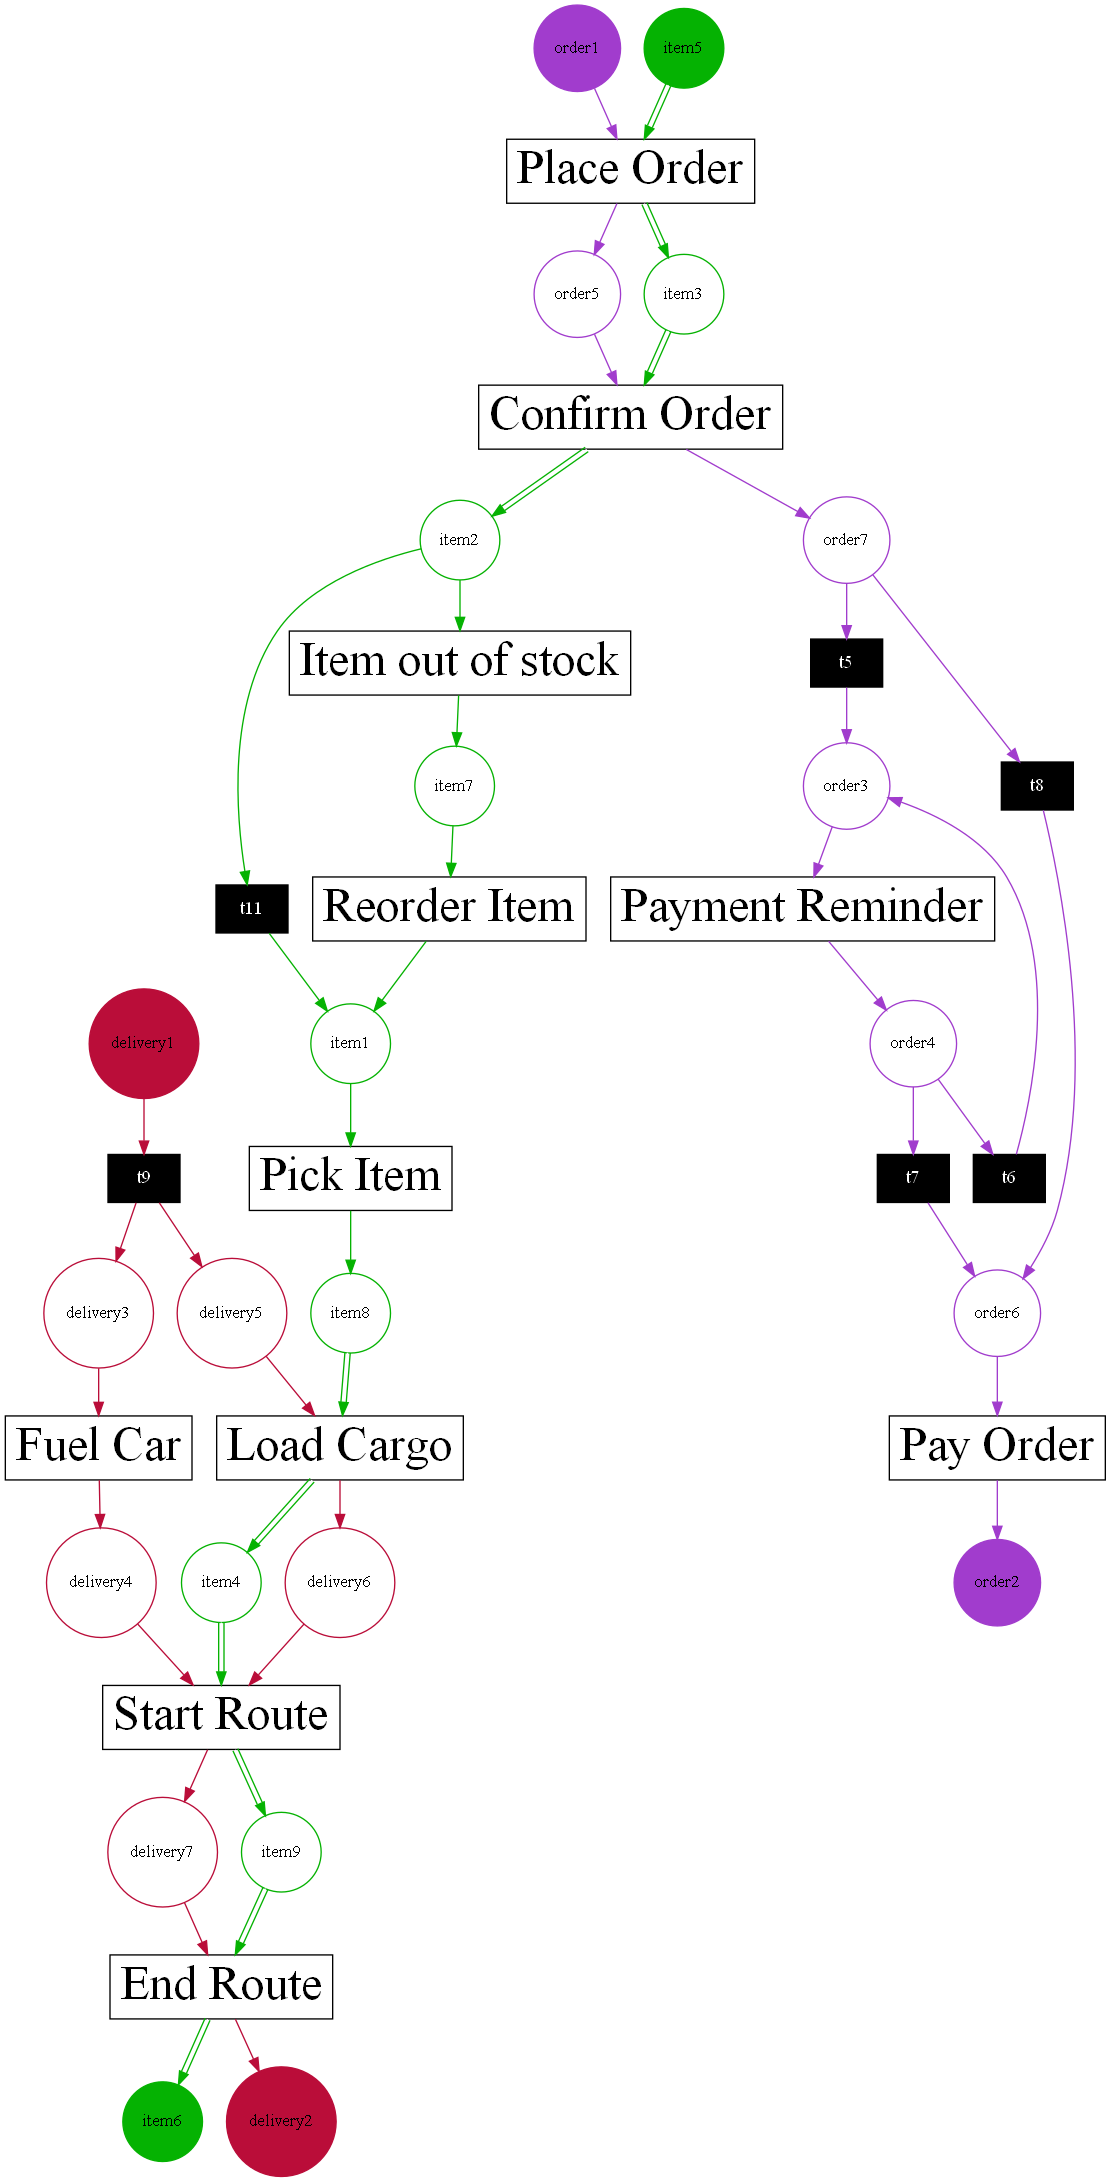 order1 item5
Place Order
order5 item3
Confirm Order
item2 order7
Item out of stock t5
item7 order3 t8
t11 Reorder Item Payment Reminder
delivery1 item1 order4
t9 Pick Item t7 t6
delivery3 delivery5 item8 order6
Fuel Car Load Cargo Pay Order
delivery4 item4 delivery6 order2
Start Route
delivery7 item9
End Route
item6 delivery2